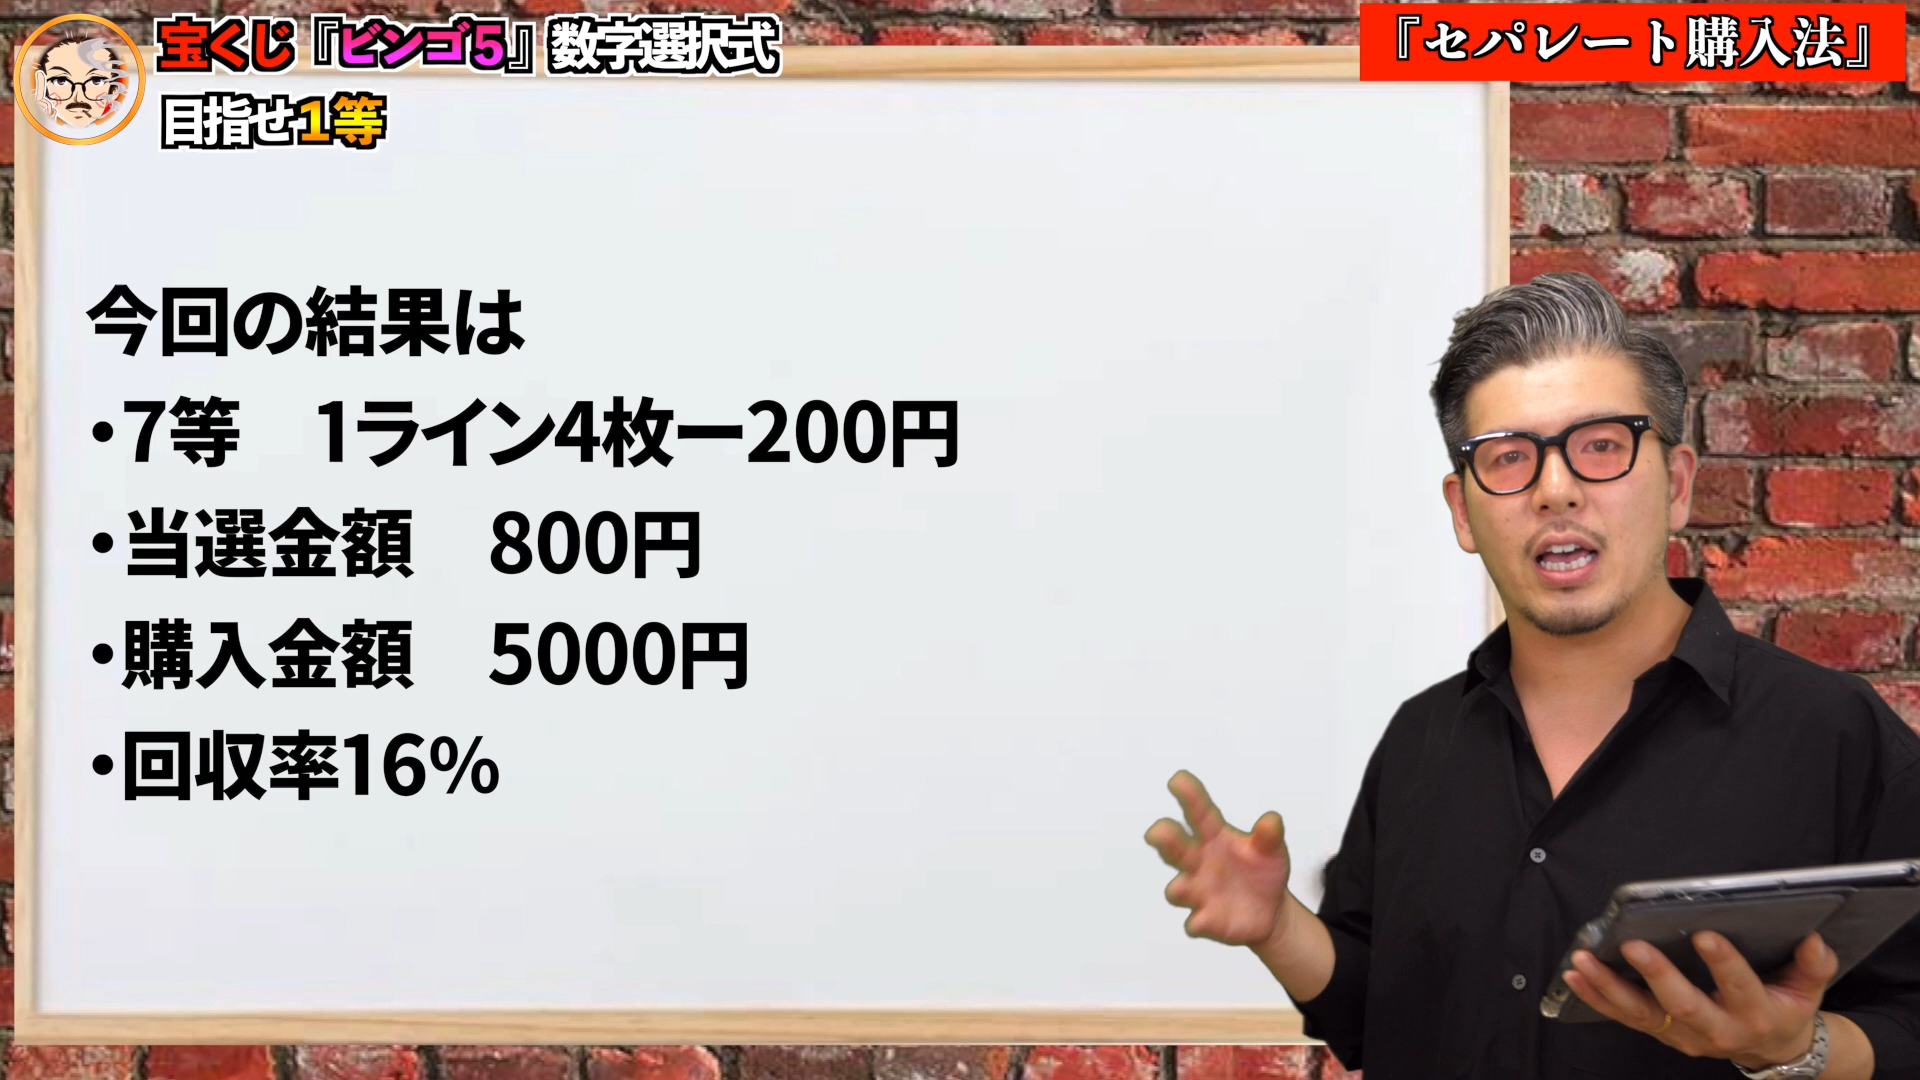 宝くじ『ビンゴ5』数字選択式
目指せ1等
『セパレート購入法』
今回の結果は
・7等　1ライン4枚ー200円
・当選金額　800円
・購入金額　5000円
・回収率16%